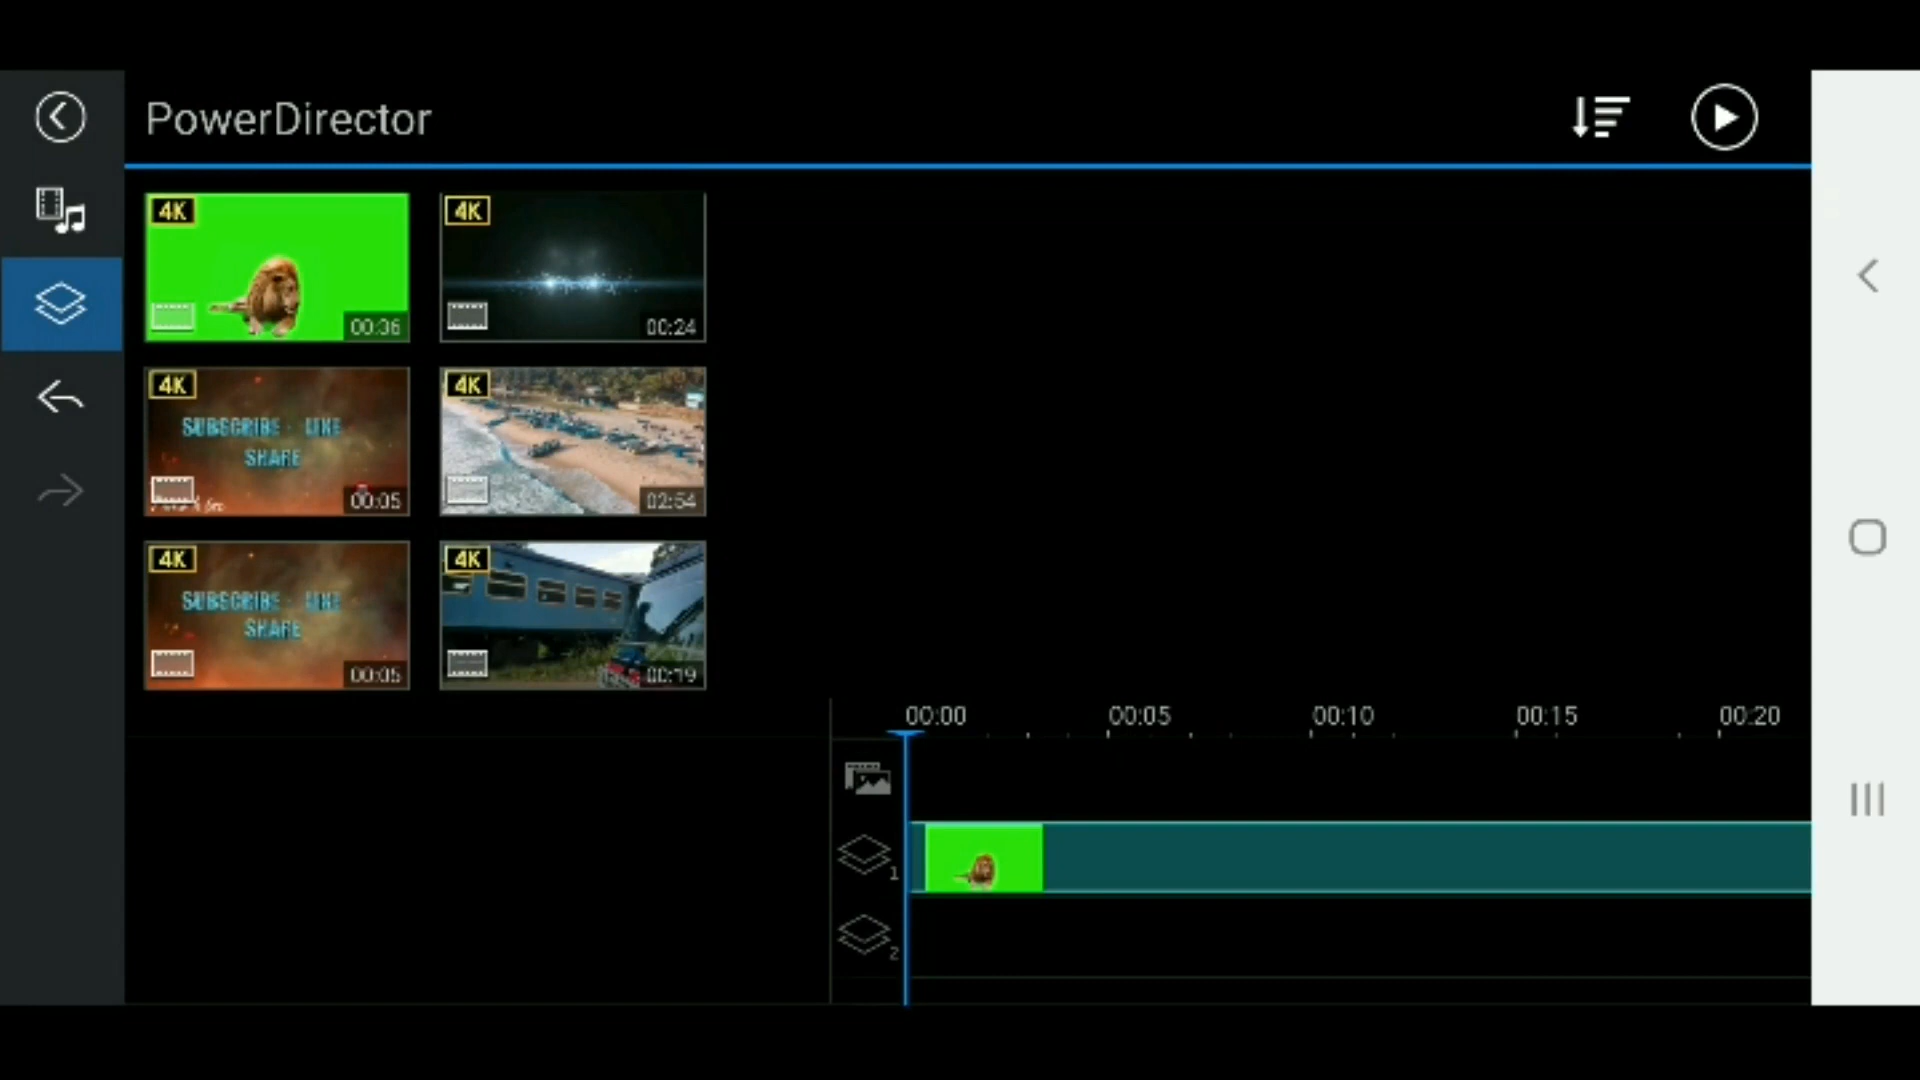 PowerDirector
4K
00:36
4K
00:24
4K
SUBSCRIBE - LIKE
SHARE
00:05
4K
02:54
4K
SUBSCRIBE - LIKE
SHARE
00:05
4K
00:19
00:00 00:05 00:10 00:15 00:20
1
2